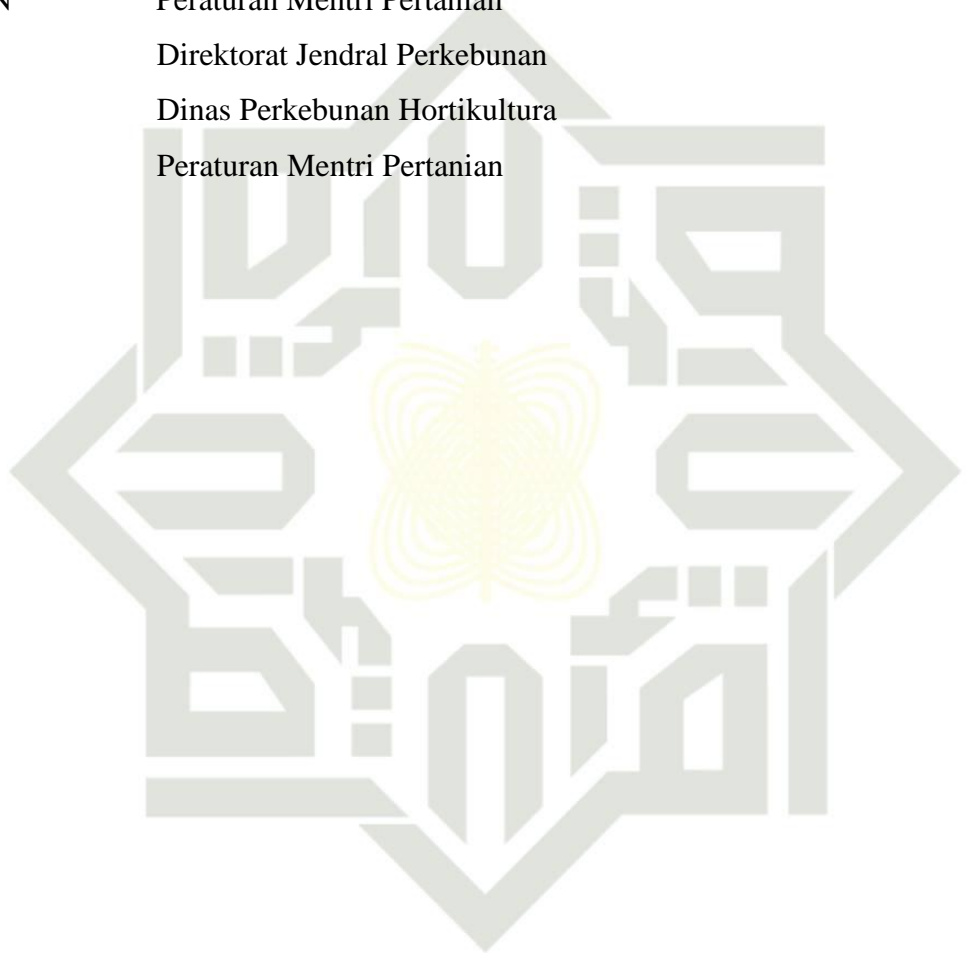 N Peraturan Mentri Pertanian
Direktorat Jendral Perkebunan
Dinas Perkebunan Hortikultura
Peraturan Mentri Pertanian